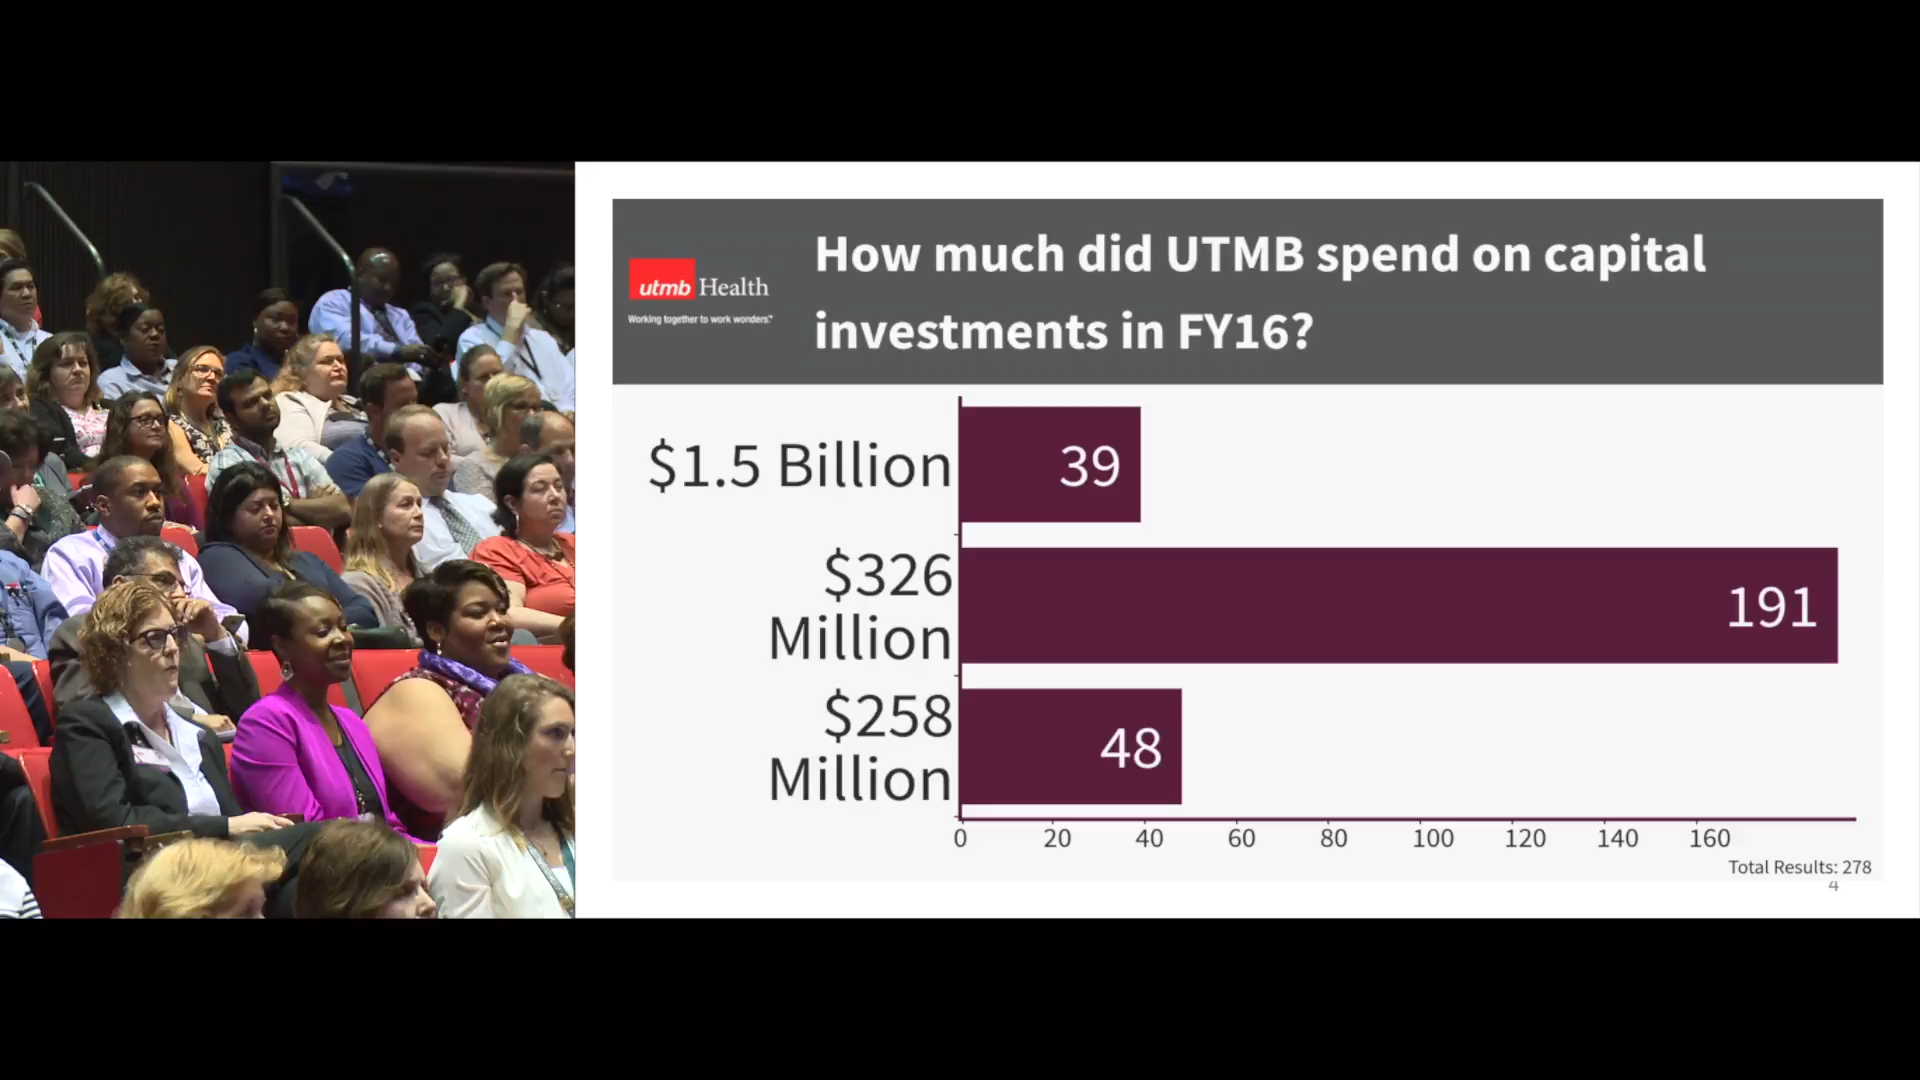 How much did UTMB spend on capital
investments in FY16?
utmb Health
Working together to work wonders.™
$1.5 Billion
39
$326
Million
191
$258
Million
48
0 20 40 60 80 100 120 140 160
Total Results: 278
4